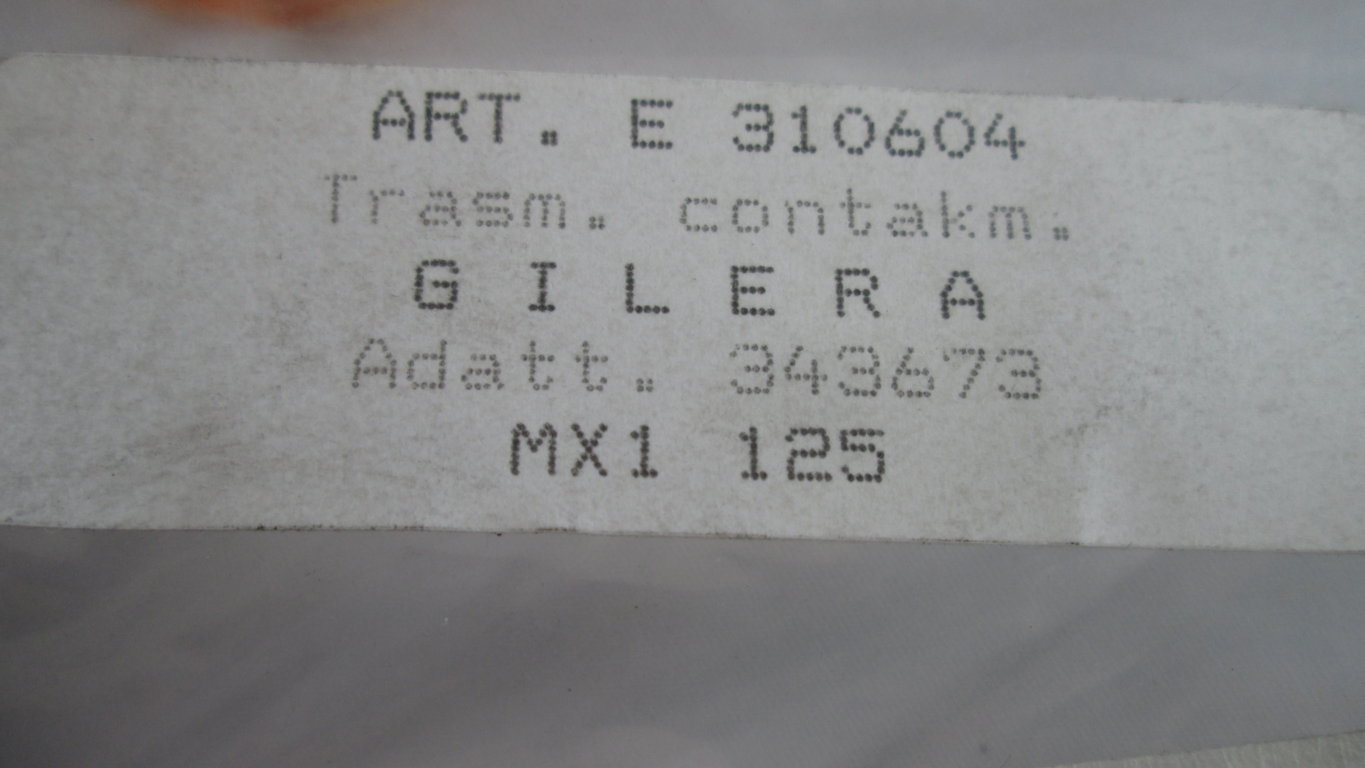 ART. E 310604
Trasm. contakm.
G I L E R A
Adatt. 343673
MX1 125